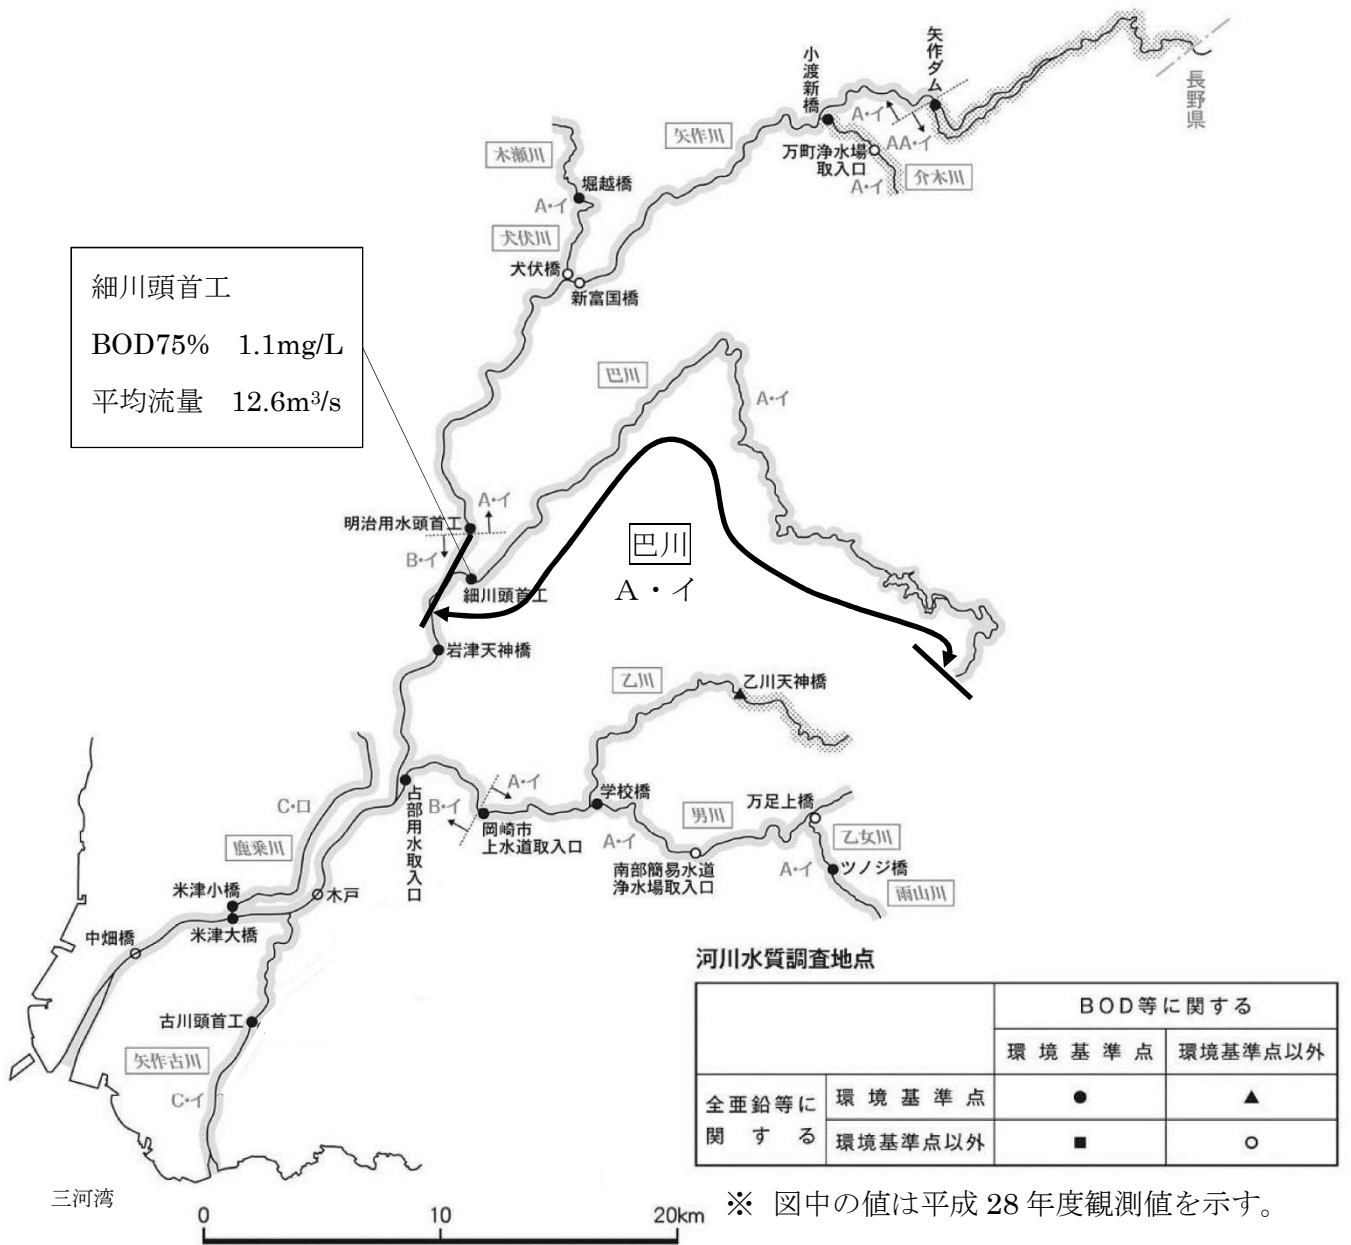 矢作ダム
小渡新橋
長野県
A・イ
AA・イ
矢作川
万町浄水場
取入口
A・イ
介木川
木瀬川
堀越橋
A・イ
犬伏川
犬伏橋
新富国橋
細川頭首工
BOD75% 1.1mg/L
平均流量 12.6m³/s
巴川
A・イ
A・イ
明治用水頭首工
B・イ
巴川
A・イ
細川頭首工
岩津天神橋
乙川
乙川天神橋
A・イ
C・ロ
B・イ
学校橋
万足上橋
占部用水取入口
岡崎市
上水道取入口
男川
A・イ
乙女川
鹿乗川
南部簡易水道
浄水場取入口
A・イ
ツノジ橋
雨山川
米津小橋
木戸
中畑橋
米津大橋
古川頭首工
矢作古川
C・イ
三河湾
0 10 20km
河川水質調査地点
BOD等に関する
環境基準点 環境基準点以外
全亜鉛等に
関する
環境基準点 ● ▲
環境基準点以外 ■ ○
※ 図中の値は平成 28 年度観測値を示す。